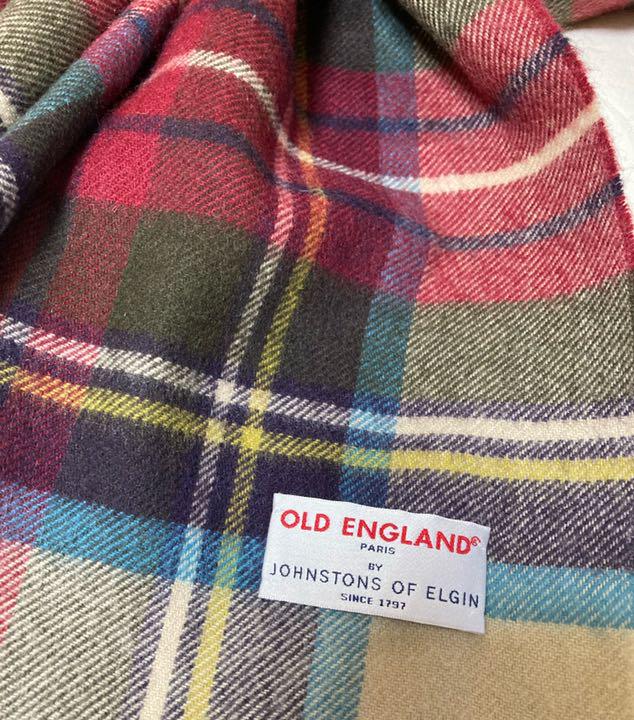 OLD ENGLAND®
PARIS
BY
JOHNSTONS OF ELGIN
SINCE 1797